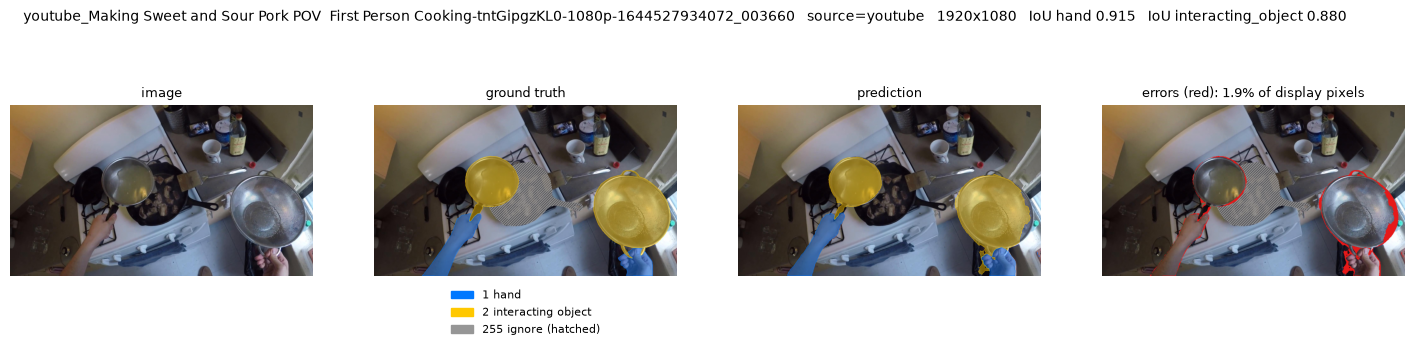 youtube_Making Sweet and Sour Pork POV  First Person Cooking-tntGipgzKL0-1080p-1644527934072_003660   source=youtube   1920x1080   IoU hand 0.915   IoU interacting_object 0.880
image
ground truth
prediction
errors (red): 1.9% of display pixels
1 hand
2 interacting object
255 ignore (hatched)